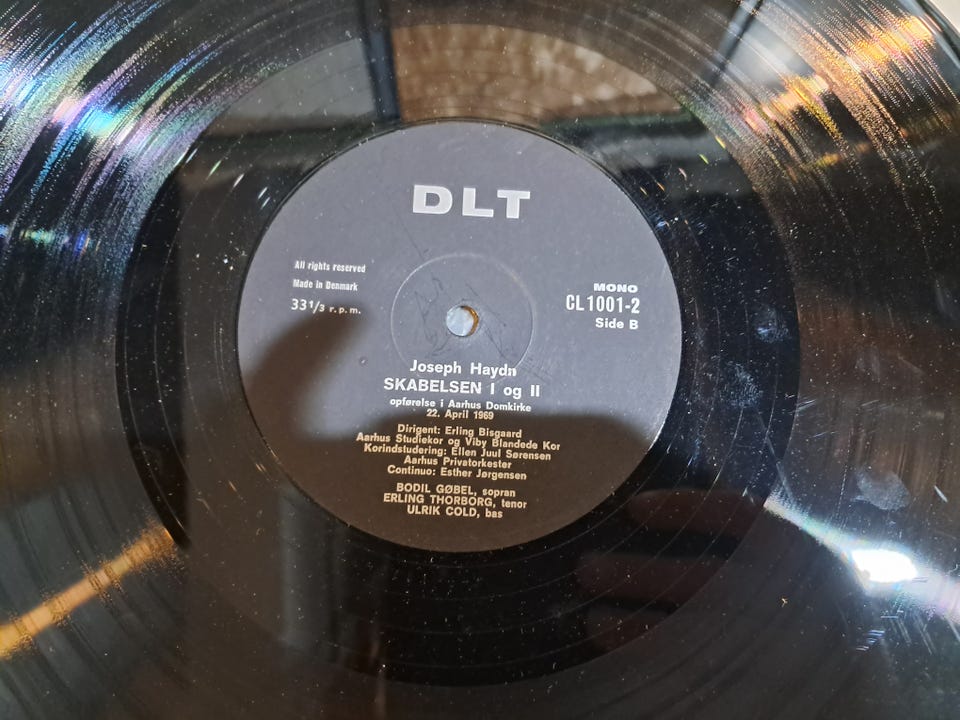 DLT
All rights reserved
Made in Denmark
33 1/3 r.p.m.
MONO
CL 1001-2
Side B
Joseph Haydn
SKABELSEN I og II
opførelse i Aarhus Domkirke
22. April 1969
Dirigent: Erling Bisgaard
Aarhus Studiekor og Viby Blandede Kor
Korindstudering: Ellen Juul Sørensen
Aarhus Privatorkester
Continuo: Esther Jørgensen
BODIL GØBEL, sopran
ERLING THORBORG, tenor
ULRIK COLD, bas